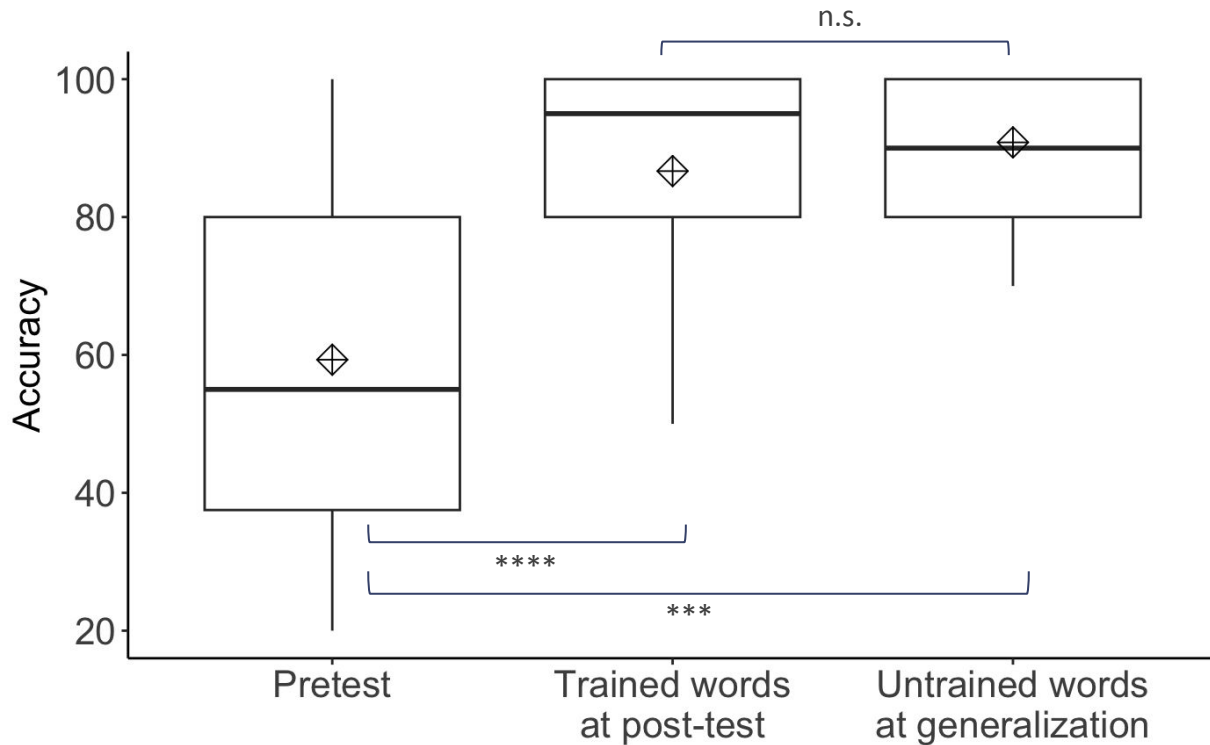 n.s.
100
80
60
40
20
Accuracy
****
***
Pretest
Trained words
at post-test
Untrained words
at generalization